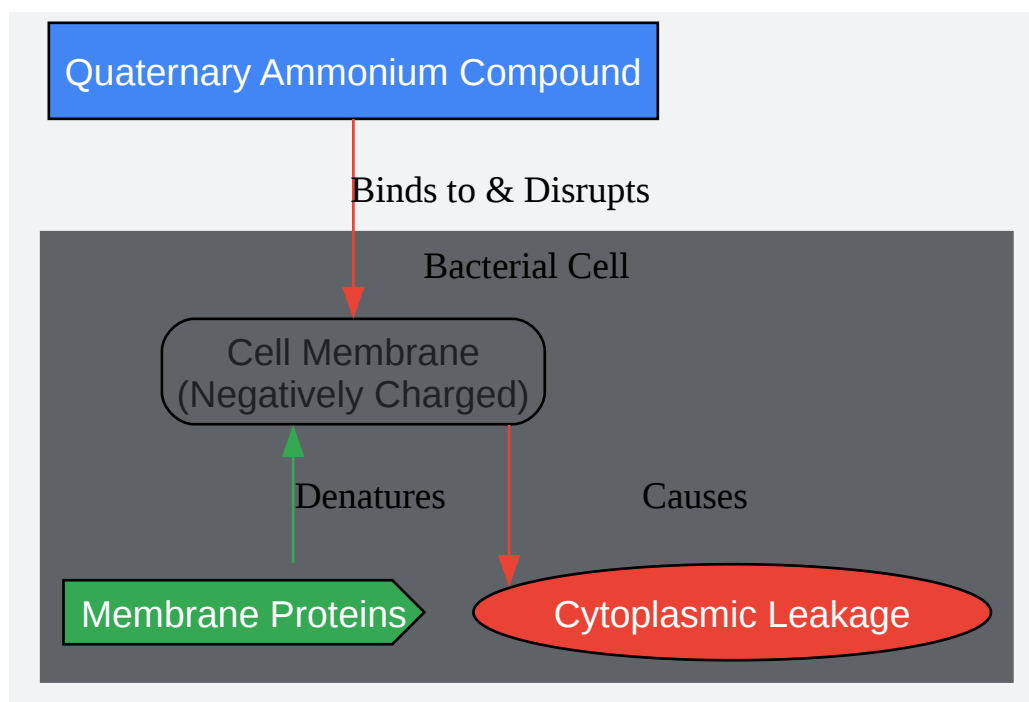 Quaternary Ammonium Compound
Binds to & Disrupts
Bacterial Cell
Cell Membrane
(Negatively Charged)
Denatures
Causes
Membrane Proteins
Cytoplasmic Leakage